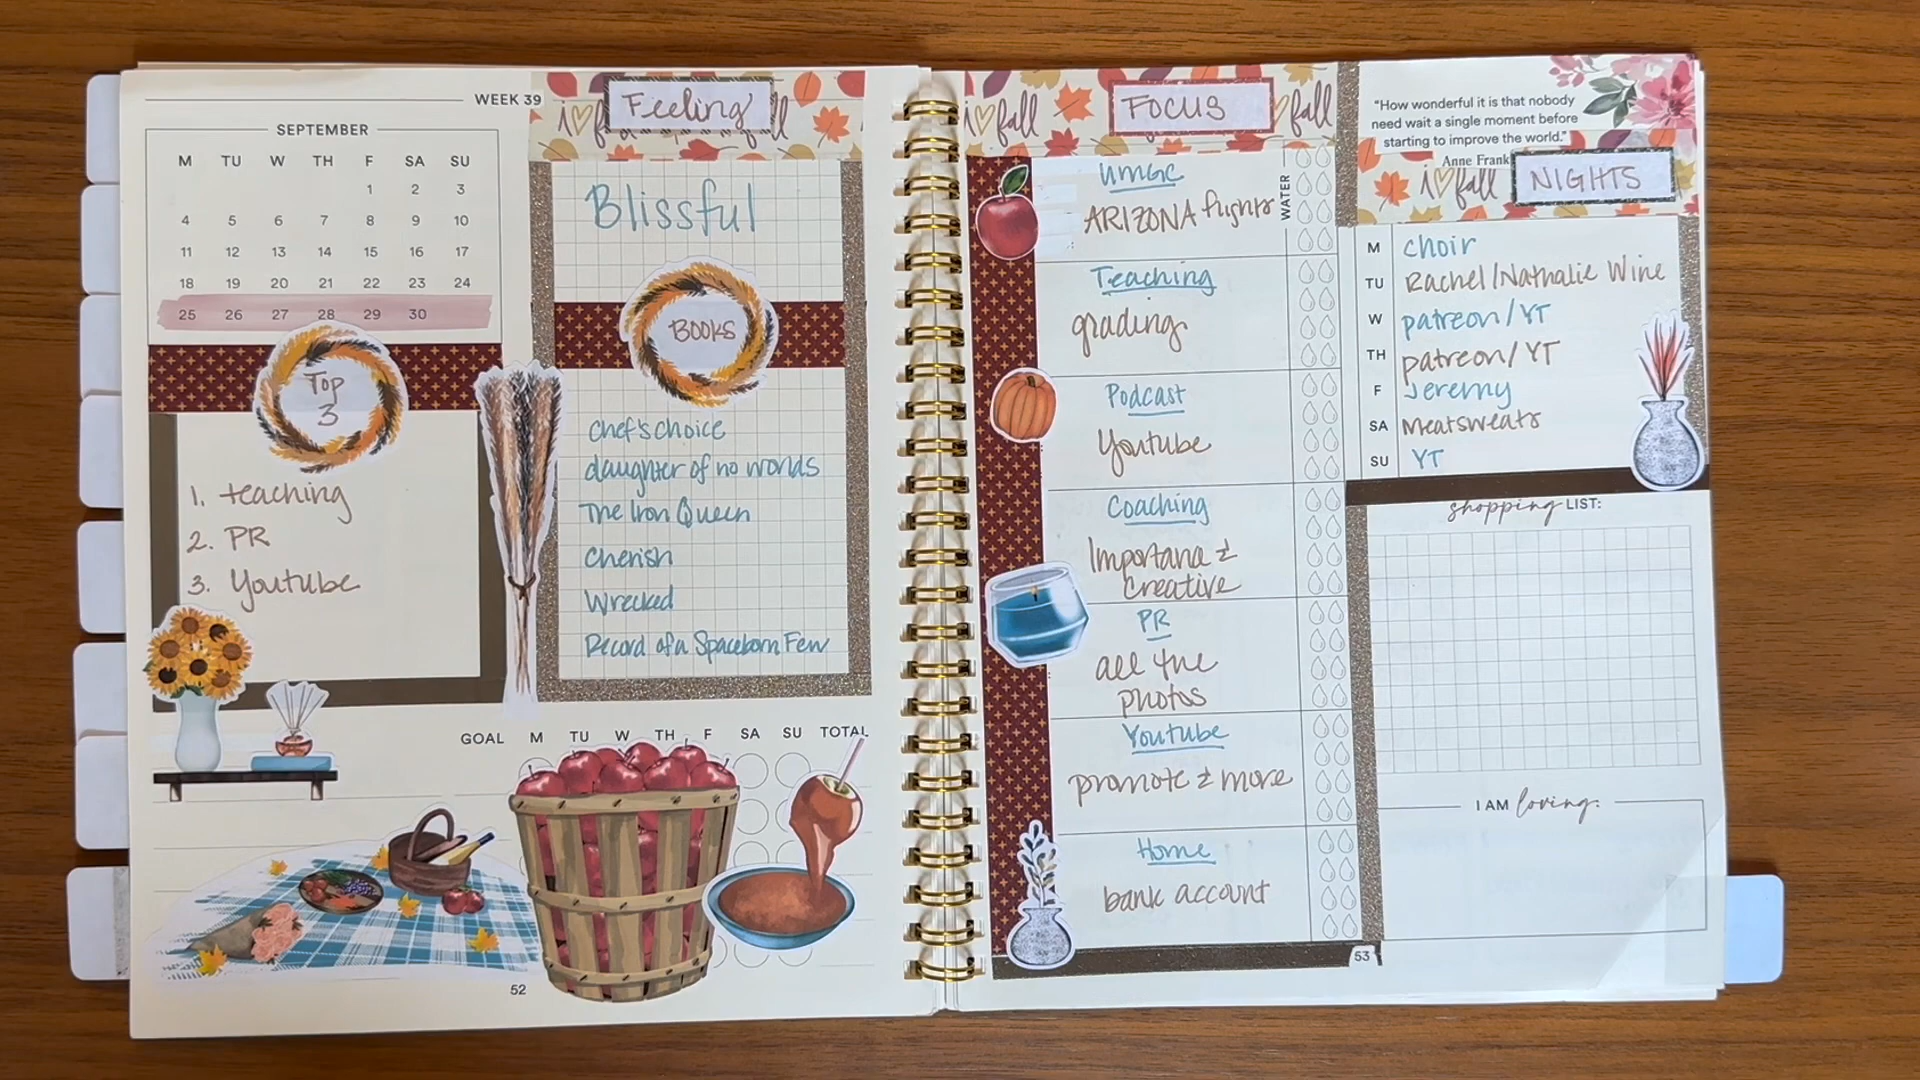 WEEK 39
SEPTEMBER
M TU W TH F SA SU
1 2 3
4 5 6 7 8 9 10
11 12 13 14 15 16 17
18 19 20 21 22 23 24
25 26 27 28 29 30
Top
3
1. teaching
2. PR
3. Youtube
i fall
Feeling
Blissful
BOOKS
chef's choice
daughter of no worlds
The Iron Queen
Cherish
Wrecked
Record of a Spaceborn Few
GOAL M TU W TH F SA SU TOTAL
52
i fall
FOCUS
fall
WATER
UMGC
ARIZONA flights
Teaching
grading
Podcast
Youtube
Coaching
Importance &
creative
PR
all the
photos
Youtube
promote & more
Home
bank account
53
"How wonderful it is that nobody
need wait a single moment before
starting to improve the world."
Anne Frank
i fall
NIGHTS
M choir
TU Rachel/Nathalie Wine
W patreon/YT
TH patreon/YT
F Jeremy
SA meatsweats
SU YT
shopping LIST:
I AM loving: